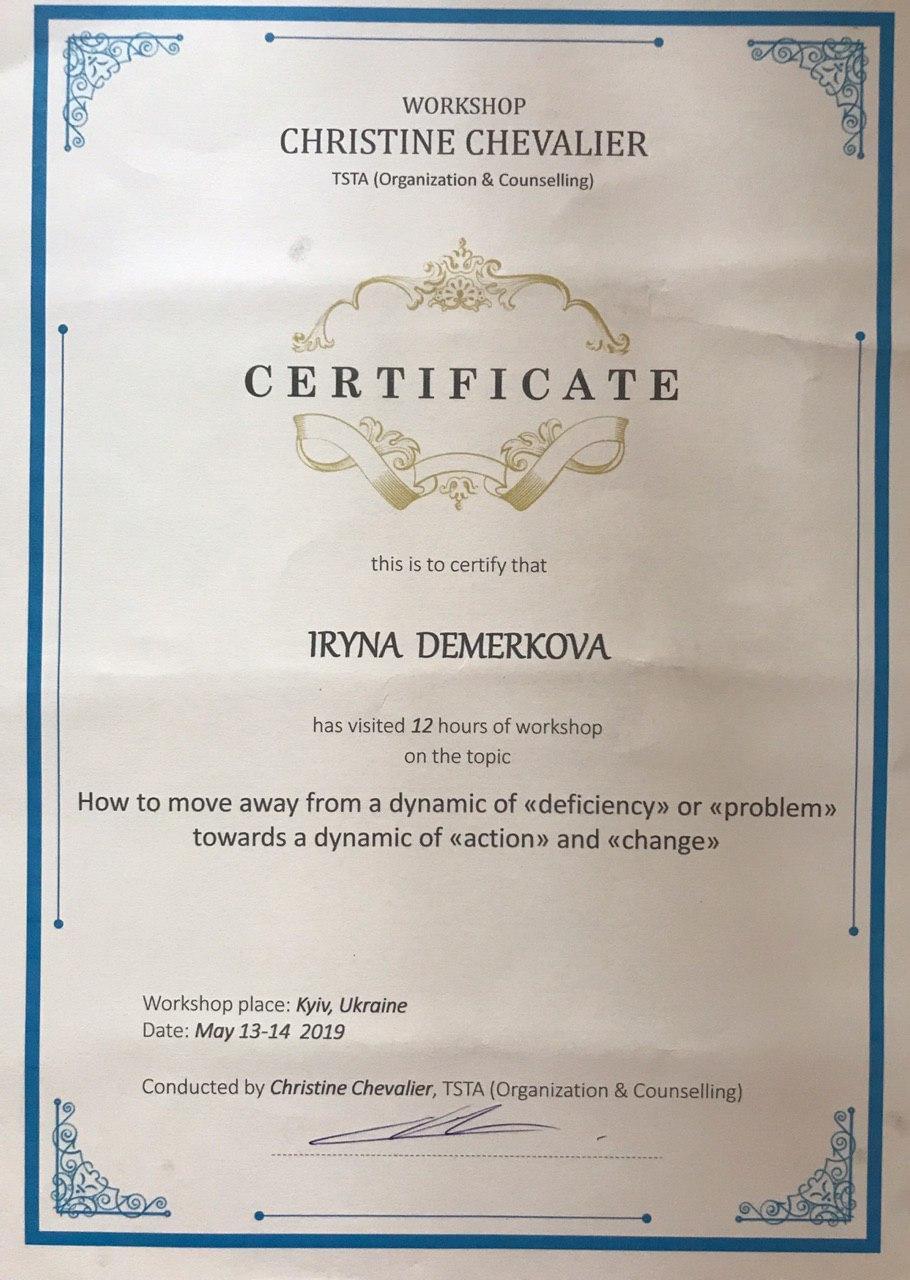 WORKSHOP
CHRISTINE CHEVALIER
TSTA (Organization & Counselling)
CERTIFICATE
this is to certify that
IRYNA DEMERKOVA
has visited 12 hours of workshop
on the topic
How to move away from a dynamic of «deficiency» or «problem»
towards a dynamic of «action» and «change»
Workshop place: Kyiv, Ukraine
Date: May 13-14 2019
Conducted by Christine Chevalier, TSTA (Organization & Counselling)